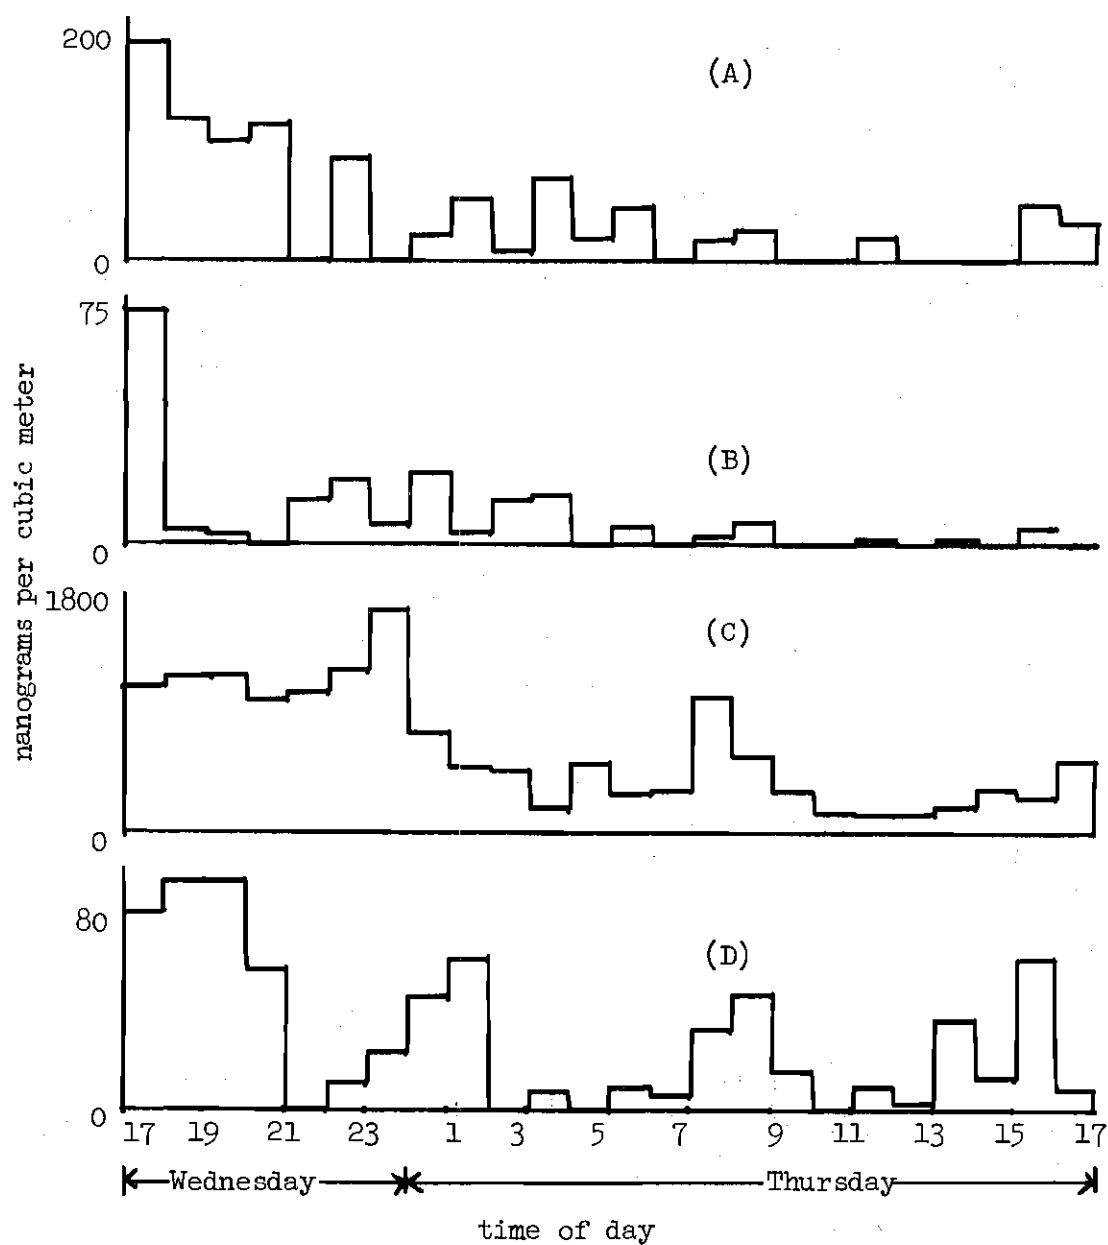 200
(A)
0
75
(B)
0
nanograms per cubic meter
1800
(C)
0
80
(D)
0
17 19 21 23 1 3 5 7 9 11 13 15 17
Wednesday Thursday
time of day